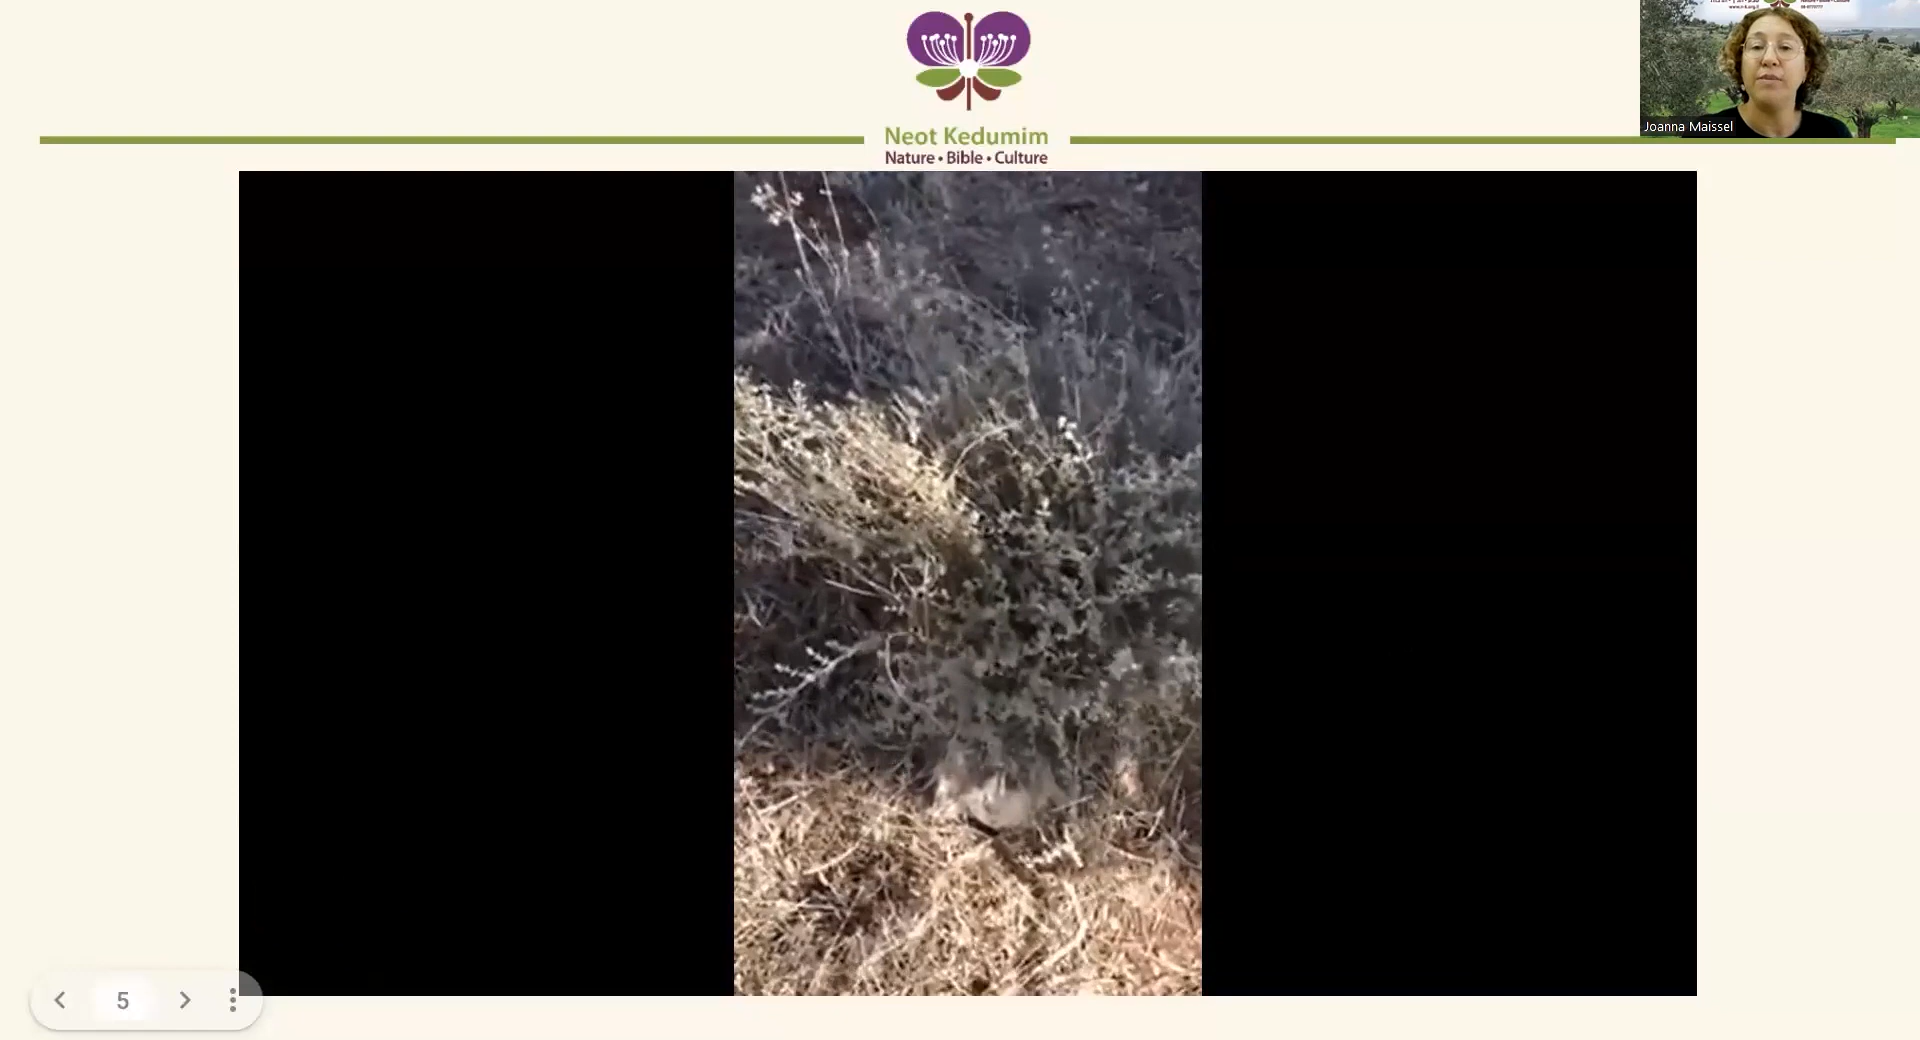 Neot Kedumim
Nature • Bible • Culture
Joanna Maissel
5